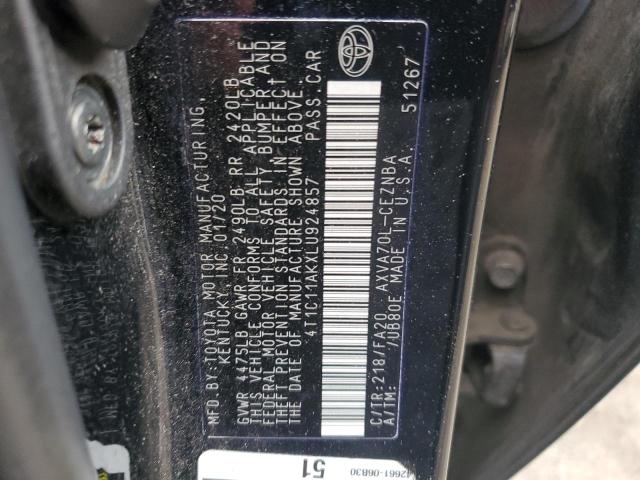 MFD. BY: TOYOTA MOTOR MANUFACTURING,
KENTUCKY, INC. 01/20
GVWR 4475LB GAWR FR 2490LB RR 2420LB
THIS VEHICLE CONFORMS TO ALL APPLICABLE
FEDERAL MOTOR VEHICLE SAFETY, BUMPER AND
THEFT PREVENTION STANDARDS IN EFFECT ON
THE DATE OF MANUFACTURE SHOWN ABOVE.
4T1C11AKXLU924857 PASS. CAR
C/TR:218/FA20 AXVA70L-CEZNBA
A/TM: /UB80E MADE IN U.S.A.
51267
42661-06B30
51